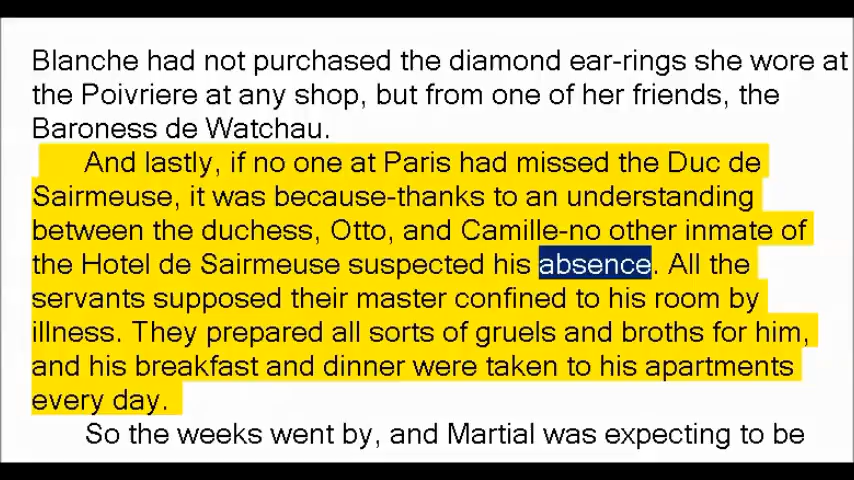 Blanche had not purchased the diamond ear-rings she wore at
the Poivriere at any shop, but from one of her friends, the
Baroness de Watchau.
And lastly, if no one at Paris had missed the Duc de
Sairmeuse, it was because-thanks to an understanding
between the duchess, Otto, and Camille-no other inmate of
the Hotel de Sairmeuse suspected his absence. All the
servants supposed their master confined to his room by
illness. They prepared all sorts of gruels and broths for him,
and his breakfast and dinner were taken to his apartments
every day.
So the weeks went by, and Martial was expecting to be